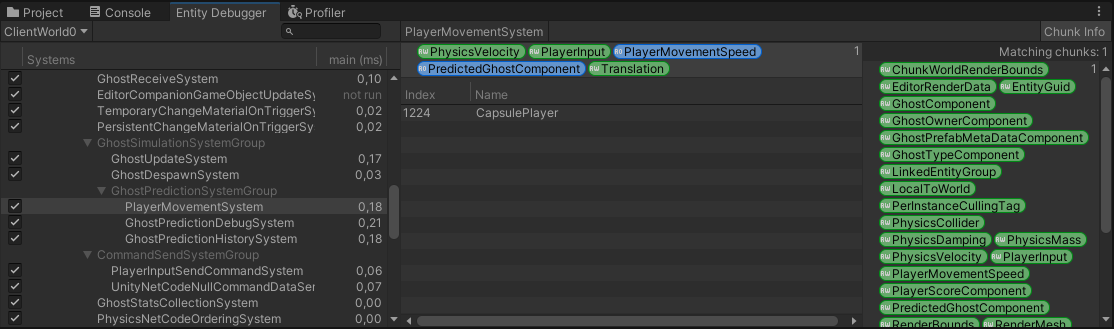 Project Console Entity Debugger Profiler
ClientWorld0 PlayerMovementSystem Chunk Info
Systems main (ms)
GhostReceiveSystem 0,10
EditorCompanionGameObjectUpdateSy not run
TemporaryChangeMaterialOnTriggerSy 0,02
PersistentChangeMaterialOnTriggerSy 0,02
GhostSimulationSystemGroup
GhostUpdateSystem 0,17
GhostDespawnSystem 0,03
GhostPredictionSystemGroup
PlayerMovementSystem 0,18
GhostPredictionDebugSystem 0,21
GhostPredictionHistorySystem 0,18
CommandSendSystemGroup
PlayerInputSendCommandSystem 0,06
UnityNetCodeNullCommandDataSer 0,07
GhostStatsCollectionSystem 0,00
PhysicsNetCodeOrderingSystem 0,00
RW PhysicsVelocity RW PlayerInput RO PlayerMovementSpeed 1
RO PredictedGhostComponent RW Translation
Index Name
1224 CapsulePlayer
Matching chunks: 1
RW ChunkWorldRenderBounds 1
RW EditorRenderData RW EntityGuid
RW GhostComponent
RW GhostOwnerComponent
RW GhostPrefabMetaDataComponent
RW GhostTypeComponent
RW LinkedEntityGroup
RW LocalToWorld
RW PerInstanceCullingTag
RW PhysicsCollider
RW PhysicsDamping RW PhysicsMass
RW PhysicsVelocity RW PlayerInput
RW PlayerMovementSpeed
RW PlayerScoreComponent
RW PredictedGhostComponent
RW RenderBounds RW RenderMesh